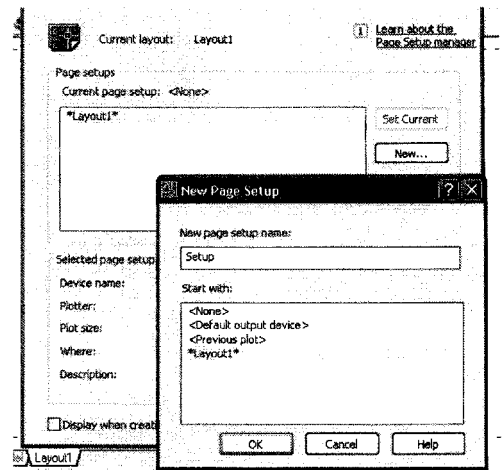 Current layout: Layout1
Learn about the
Page Setup manager
Page setups
Current page setup: <None>
*Layout1*
Set Current
New...
New Page Setup
New page setup name:
Setup
Selected page setup
Start with:
Device name:
<None>
Plotter:
<Default output device>
<Previous plot>
Plot size:
*Layout1*
Where:
Description:
Display when creat
OK Cancel Help
Layout1